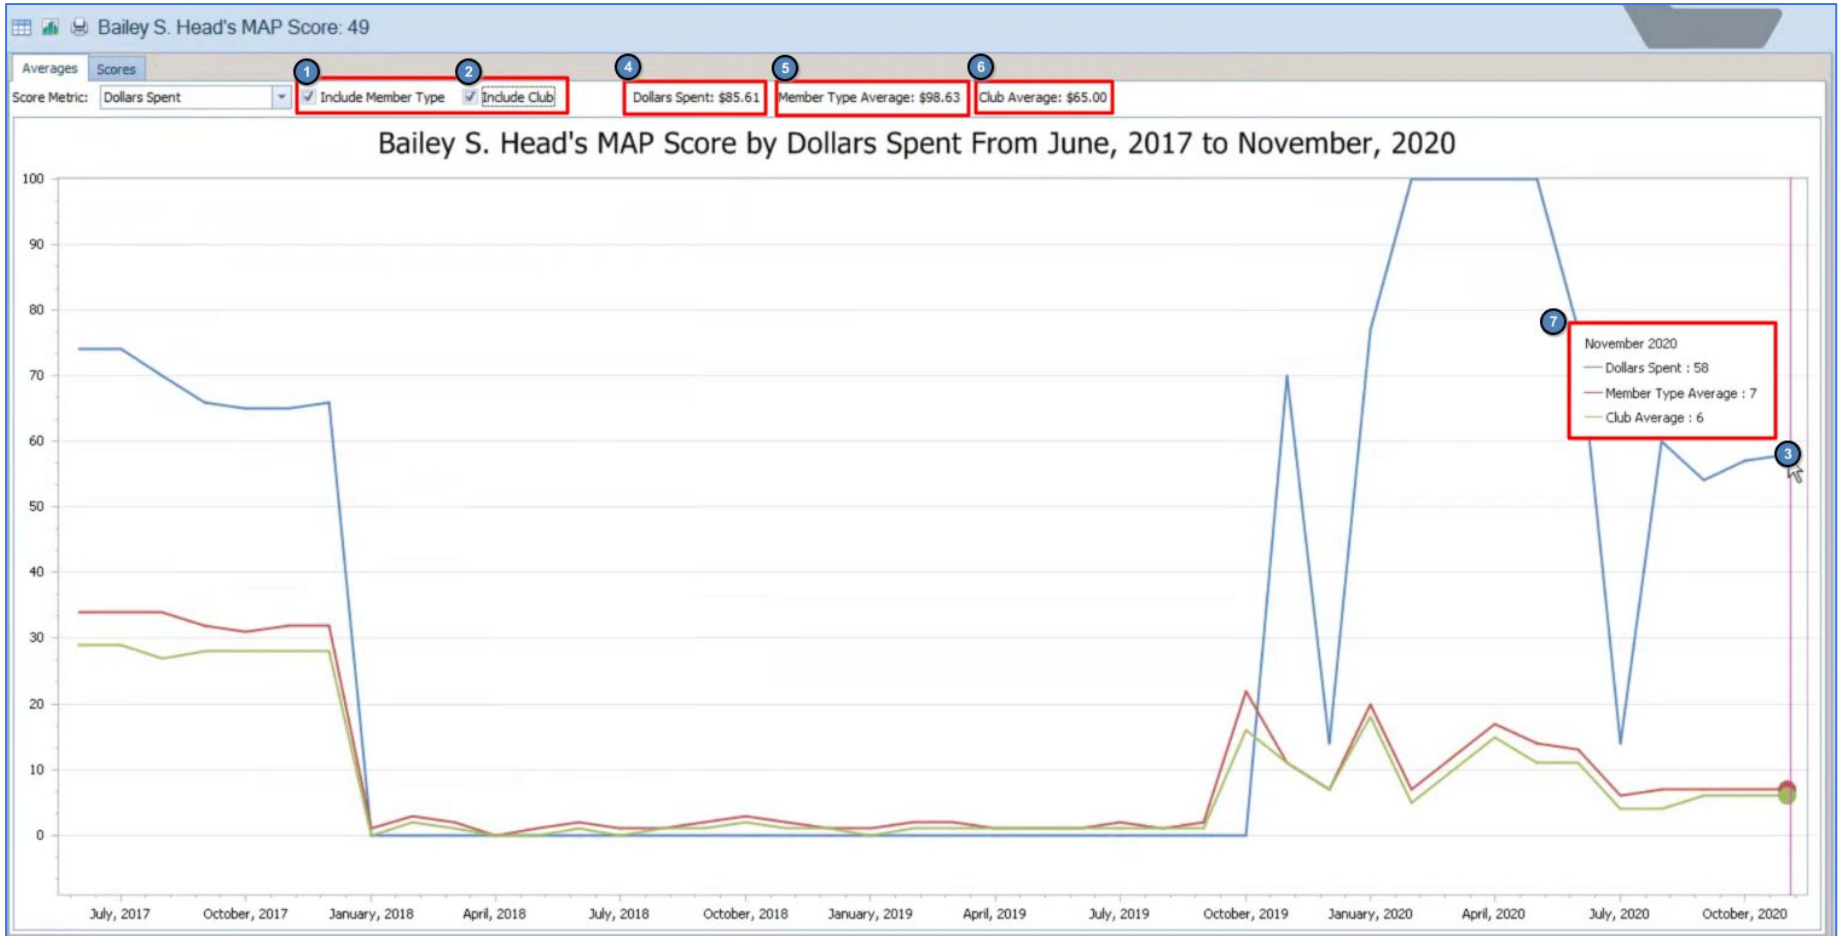 Bailey S. Head's MAP Score: 49
Averages Scores
1 2 4 5 6
Score Metric: Dollars Spent Include Member Type Include Club Dollars Spent: $85.61 Member Type Average: $98.63 Club Average: $65.00
Bailey S. Head's MAP Score by Dollars Spent From June, 2017 to November, 2020
100
90
80
7
November 2020
Dollars Spent : 58
70
Member Type Average : 7
Club Average : 6
60
3
50
40
30
20
10
0
July, 2017 October, 2017 January, 2018 April, 2018 July, 2018 October, 2018 January, 2019 April, 2019 July, 2019 October, 2019 January, 2020 April, 2020 July, 2020 October, 2020